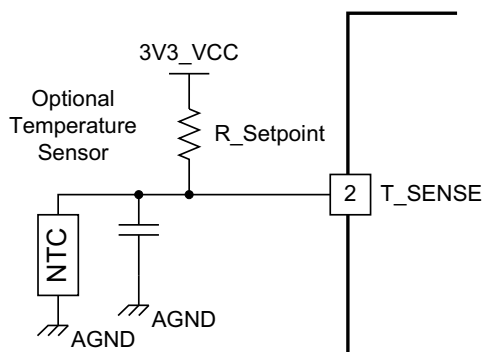 3V3_VCC
Optional
Temperature
Sensor
R_Setpoint
2
T_SENSE
NTC
AGND
AGND